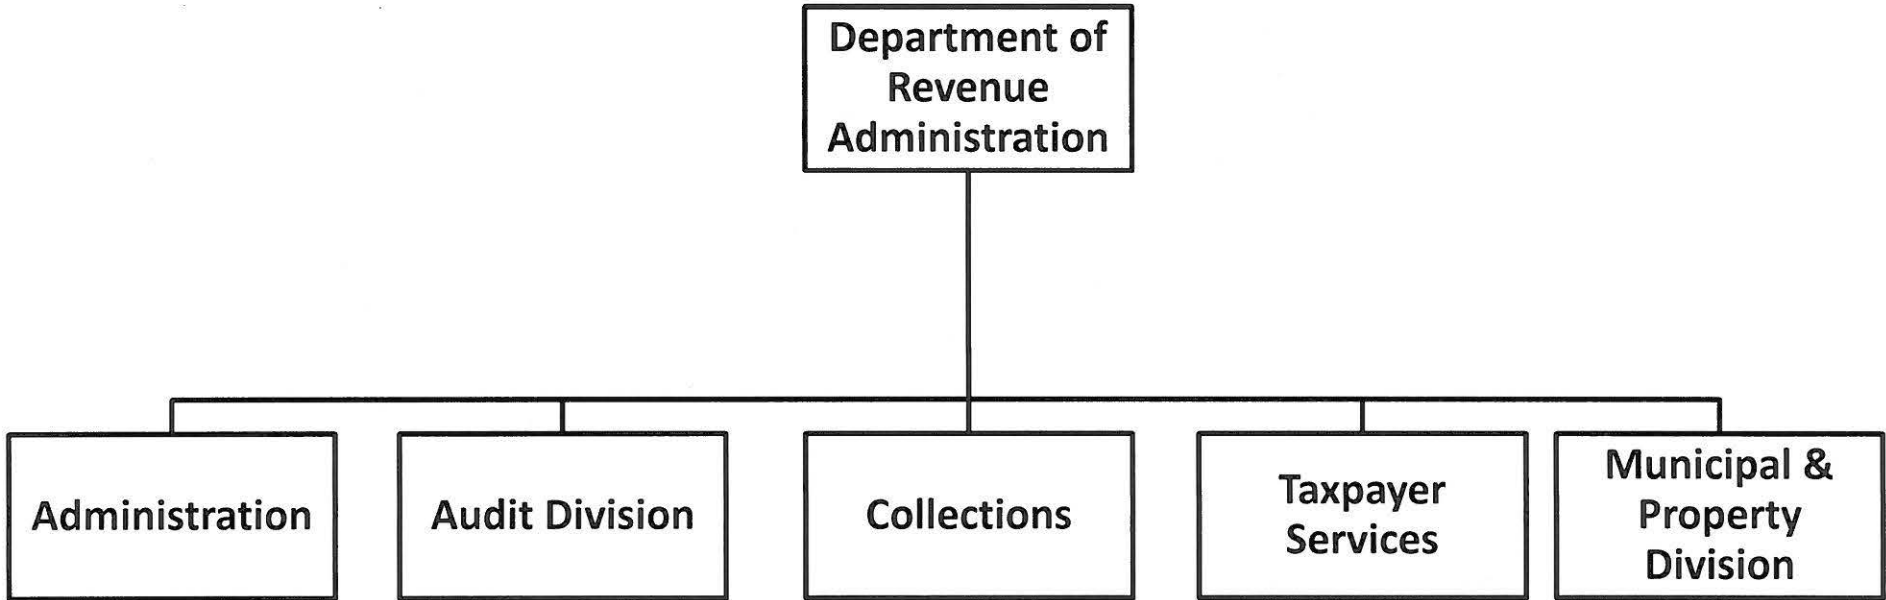 Department of
Revenue
Administration
Administration
Audit Division
Collections
Taxpayer
Services
Municipal &
Property
Division